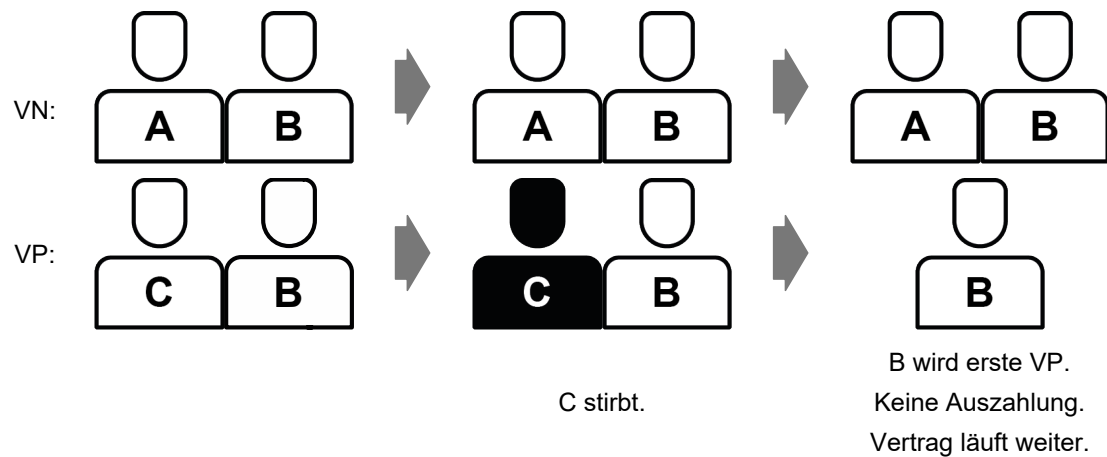 VN: A B A B A B
VP: C B C B B
C stirbt.
B wird erste VP.
Keine Auszahlung.
Vertrag läuft weiter.